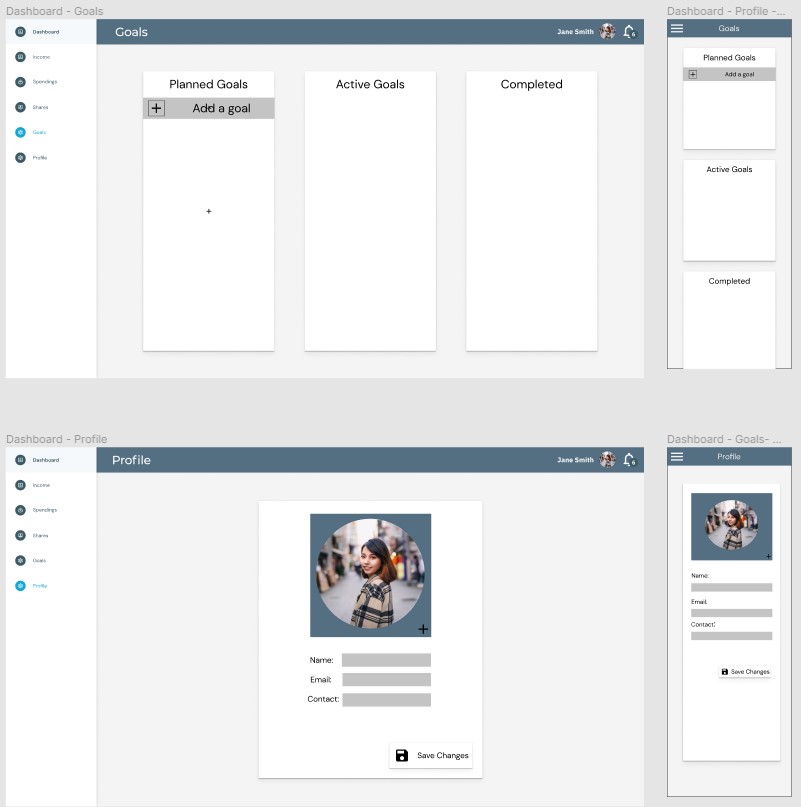 Dashboard - Goals
Dashboard
Income
Spendings
Shares
Goals
Profile
Goals
Jane Smith
6
Planned Goals
+ Add a goal
+
Active Goals
Completed
Dashboard - Profile -...
Goals
Planned Goals
+ Add a goal
Active Goals
Completed
Dashboard - Profile
Dashboard
Income
Spendings
Shares
Goals
Profile
Profile
Jane Smith
6
+
Name:
Email:
Contact:
Save Changes
Dashboard - Goals- ...
Profile
+
Name:
Email:
Contact:
Save Changes